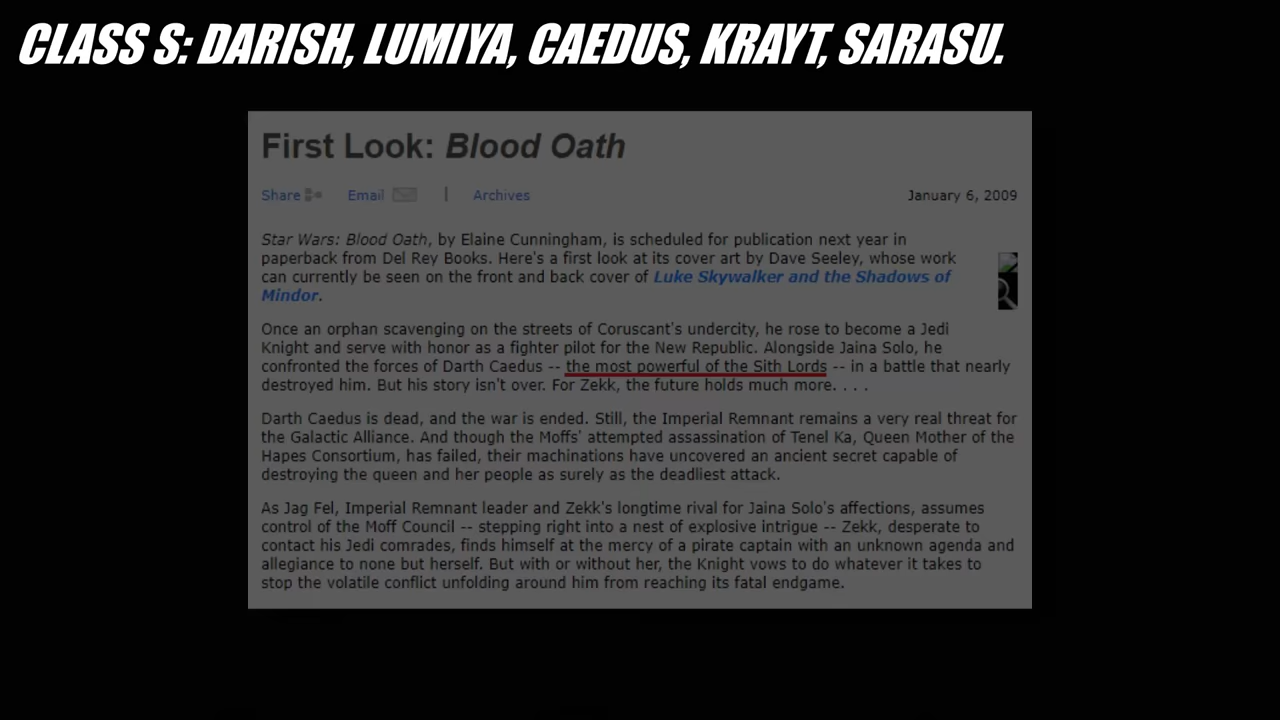 CLASS S: DARISH, LUMIYA, CAEDUS, KRAYT, SARASU.
First Look: Blood Oath
Share Email | Archives January 6, 2009
Star Wars: Blood Oath, by Elaine Cunningham, is scheduled for publication next year in
paperback from Del Rey Books. Here's a first look at its cover art by Dave Seeley, whose work
can currently be seen on the front and back cover of Luke Skywalker and the Shadows of
Mindor.
Once an orphan scavenging on the streets of Coruscant's undercity, he rose to become a Jedi
Knight and serve with honor as a fighter pilot for the New Republic. Alongside Jaina Solo, he
confronted the forces of Darth Caedus -- the most powerful of the Sith Lords -- in a battle that nearly
destroyed him. But his story isn't over. For Zekk, the future holds much more. . . .
Darth Caedus is dead, and the war is ended. Still, the Imperial Remnant remains a very real threat for
the Galactic Alliance. And though the Moffs' attempted assassination of Tenel Ka, Queen Mother of the
Hapes Consortium, has failed, their machinations have uncovered an ancient secret capable of
destroying the queen and her people as surely as the deadliest attack.
As Jag Fel, Imperial Remnant leader and Zekk's longtime rival for Jaina Solo's affections, assumes
control of the Moff Council -- stepping right into a nest of explosive intrigue -- Zekk, desperate to
contact his Jedi comrades, finds himself at the mercy of a pirate captain with an unknown agenda and
allegiance to none but herself. But with or without her, the Knight vows to do whatever it takes to
stop the volatile conflict unfolding around him from reaching its fatal endgame.